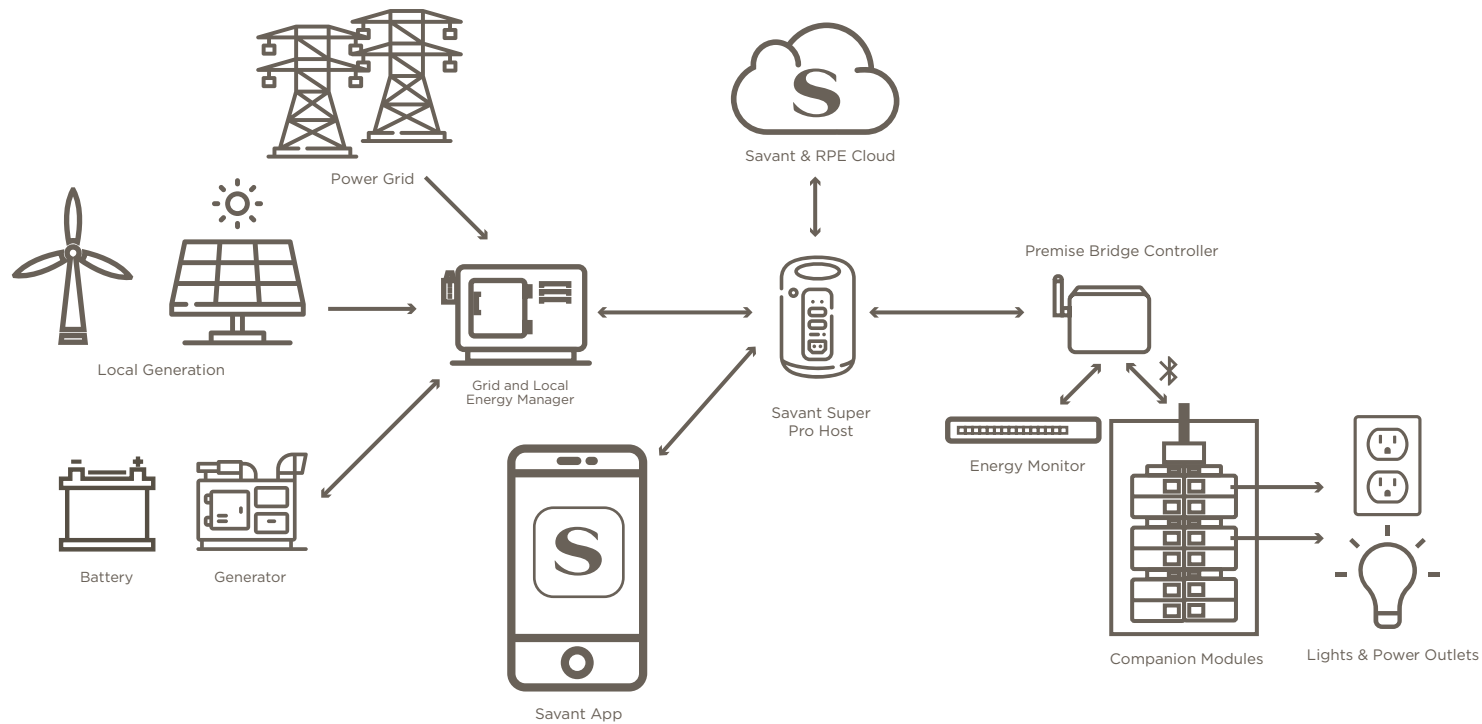 S
Savant & RPE Cloud
Power Grid
Premise Bridge Controller
Local Generation
Grid and Local
Energy Manager
Savant Super
Pro Host
Energy Monitor
S
Battery
Generator
Companion Modules
Lights & Power Outlets
Savant App